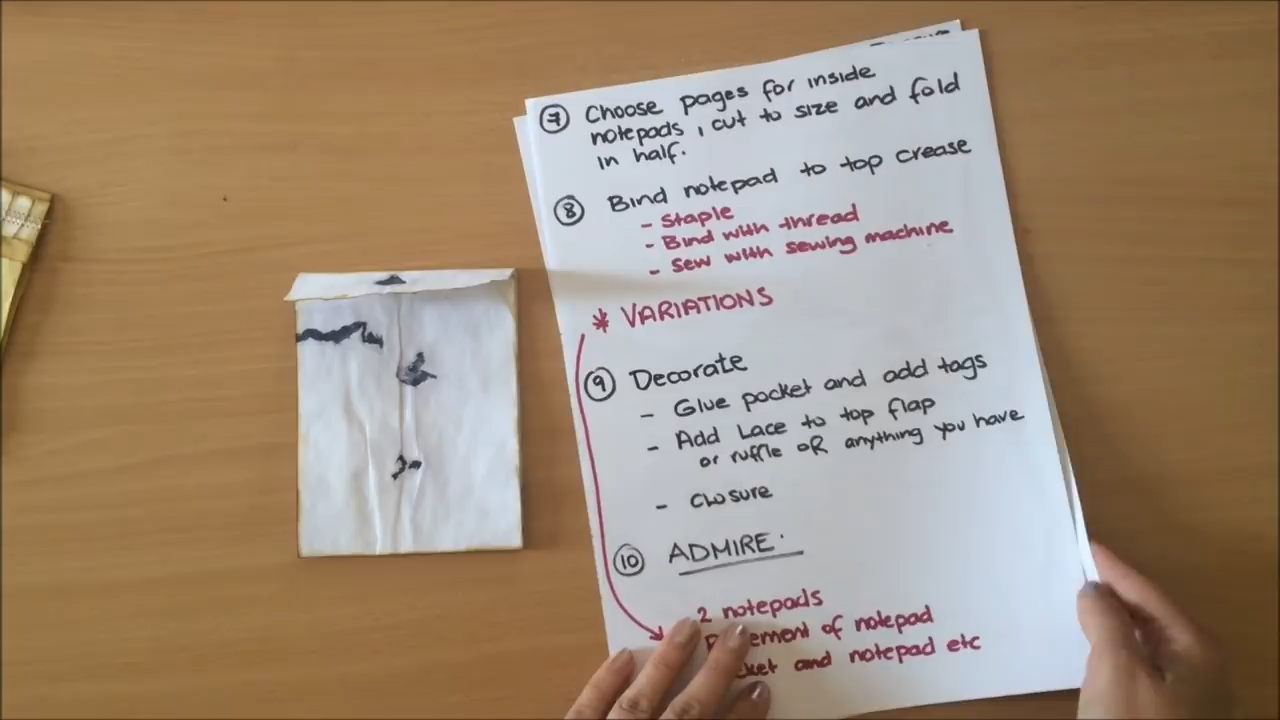 7 Choose pages for inside
notepads, cut to size and fold
in half.
8 Bind notepad to top crease
- Staple
- Bind with thread
- Sew with sewing machine
* VARIATIONS
9 Decorate
- Glue pocket and add tags
- Add Lace to top flap
or ruffle OR anything you have
- Closure
10 ADMIRE.
2 notepads
of notepad
and notepad etc